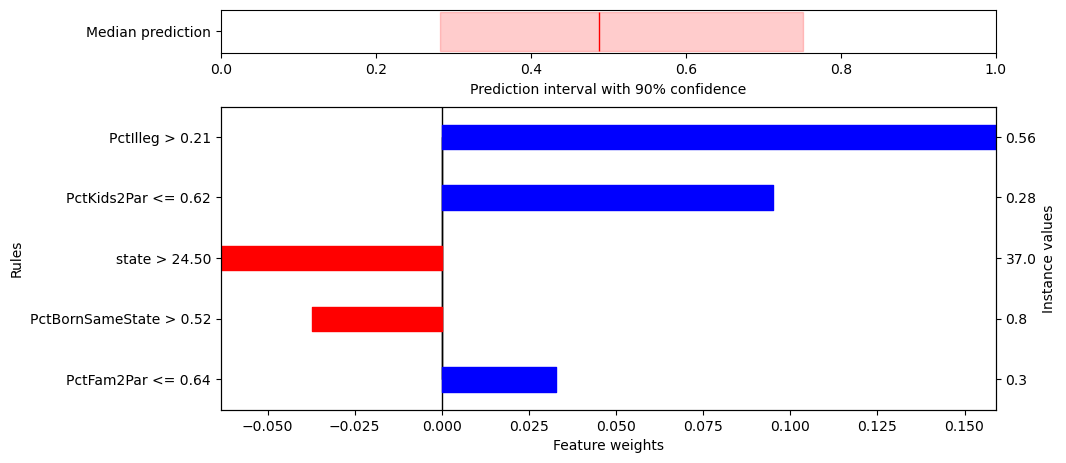 Median prediction
0.0 0.2 0.4 0.6 0.8 1.0
Prediction interval with 90% confidence
PctIlleg > 0.21 0.56
PctKids2Par <= 0.62 0.28
state > 24.50 37.0
PctBornSameState > 0.52 0.8
PctFam2Par <= 0.64 0.3
Rules
Instance values
−0.050 −0.025 0.000 0.025 0.050 0.075 0.100 0.125 0.150
Feature weights